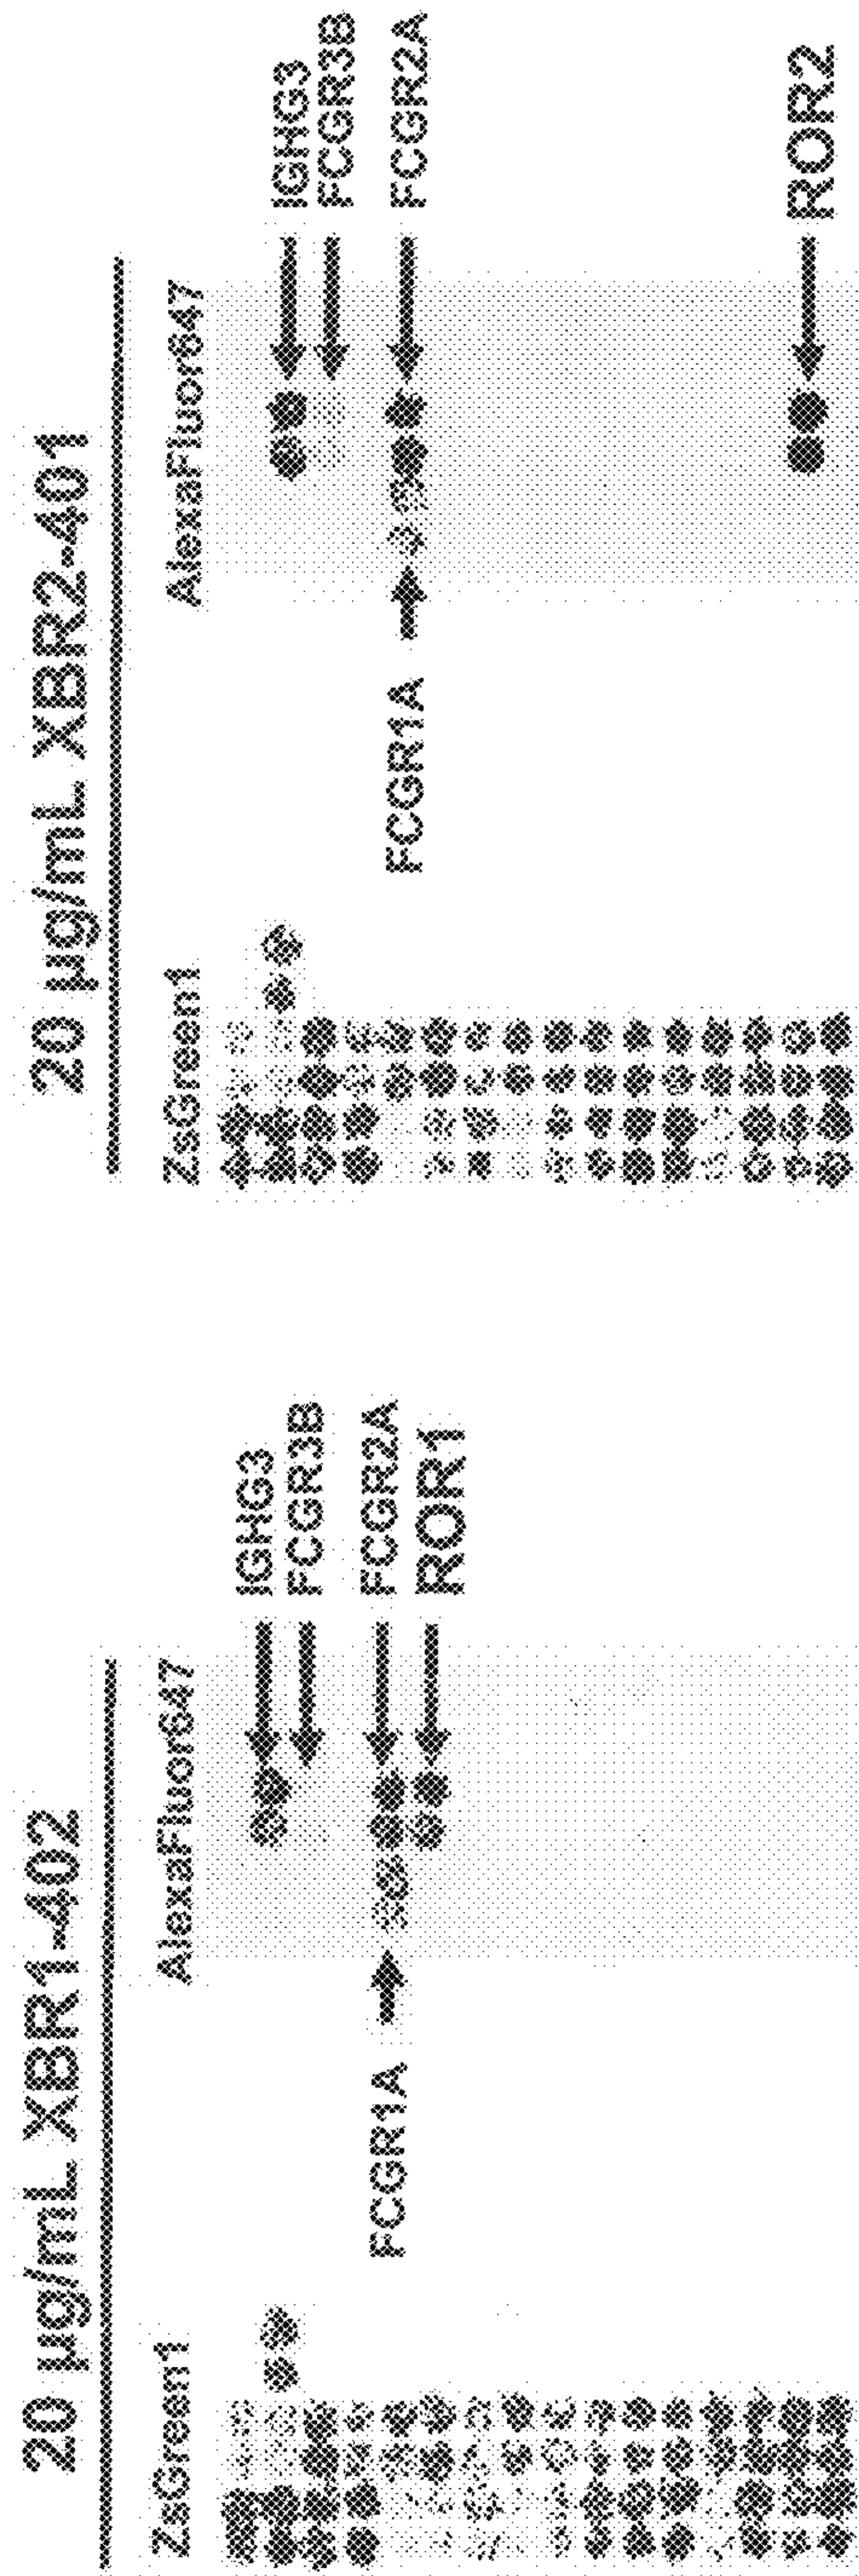 20 µg/mL XBR1-402
ZsGreen1
AlexaFluor647
IGHG3
FCGR3B
FCGR2A
ROR1
FCGR1A
20 µg/mL XBR2-401
ZsGreen1
AlexaFluor647
IGHG3
FCGR3B
FCGR2A
ROR2
FCGR1A